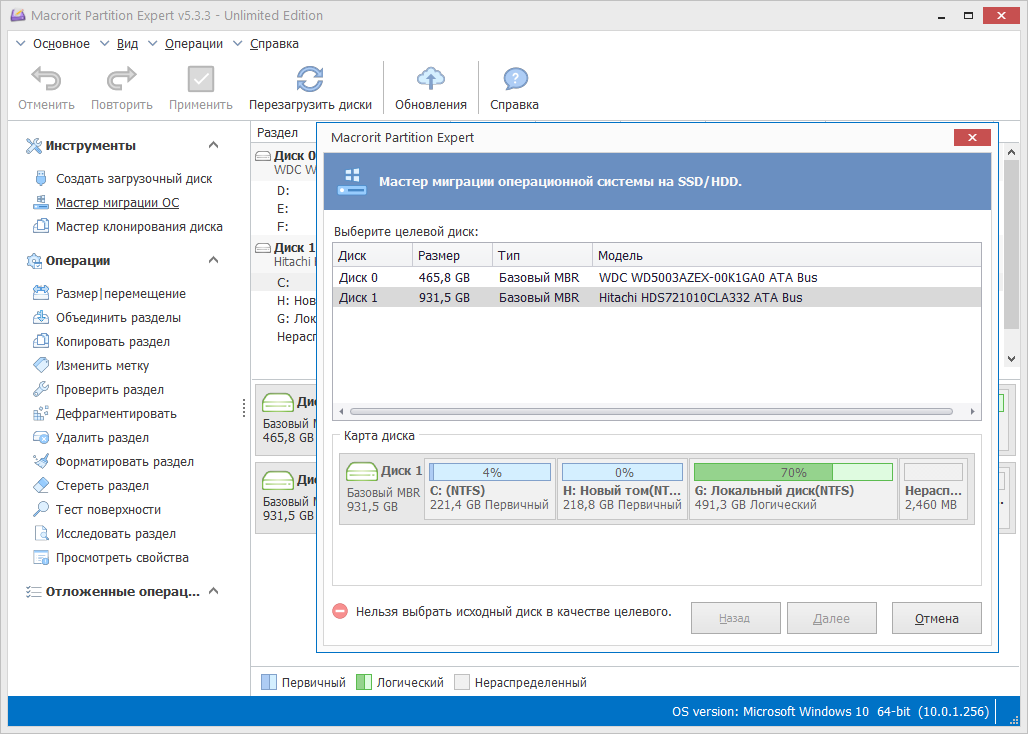 Macrorit Partition Expert v5.3.3 - Unlimited Edition
Основное Вид Операции Справка
Отменить Повторить Применить Перезагрузить диски Обновления Справка
Инструменты
Создать загрузочный диск
Мастер миграции ОС
Мастер клонирования диска
Операции
Размер|перемещение
Объединить разделы
Копировать раздел
Изменить метку
Проверить раздел
Дефрагментировать
Удалить раздел
Форматировать раздел
Стереть раздел
Тест поверхности
Исследовать раздел
Просмотреть свойства
Отложенные операц...
Раздел
Диск 0
WDC W
D:
E:
F:
Диск 1
Hitachi
C:
H: Нов
G: Лок
Нерасп
Базовый
465,8 GB
Базовый
931,5 GB
Macrorit Partition Expert
Мастер миграции операционной системы на SSD/HDD.
Выберите целевой диск:
Диск Размер Тип Модель
Диск 0 465,8 GB Базовый MBR WDC WD5003AZEX-00K1GA0 ATA Bus
Диск 1 931,5 GB Базовый MBR Hitachi HDS721010CLA332 ATA Bus
Карта диска
Диск 1
Базовый MBR
931,5 GB
4%
C: (NTFS)
221,4 GB Первичный
0%
H: Новый том(NT...
218,8 GB Первичный
70%
G: Локальный диск(NTFS)
491,3 GB Логический
Нерасп...
2,460 MB
Нельзя выбрать исходный диск в качестве целевого.
Назад Далее Отмена
Первичный Логический Нераспределенный
OS version: Microsoft Windows 10 64-bit (10.0.1.256)